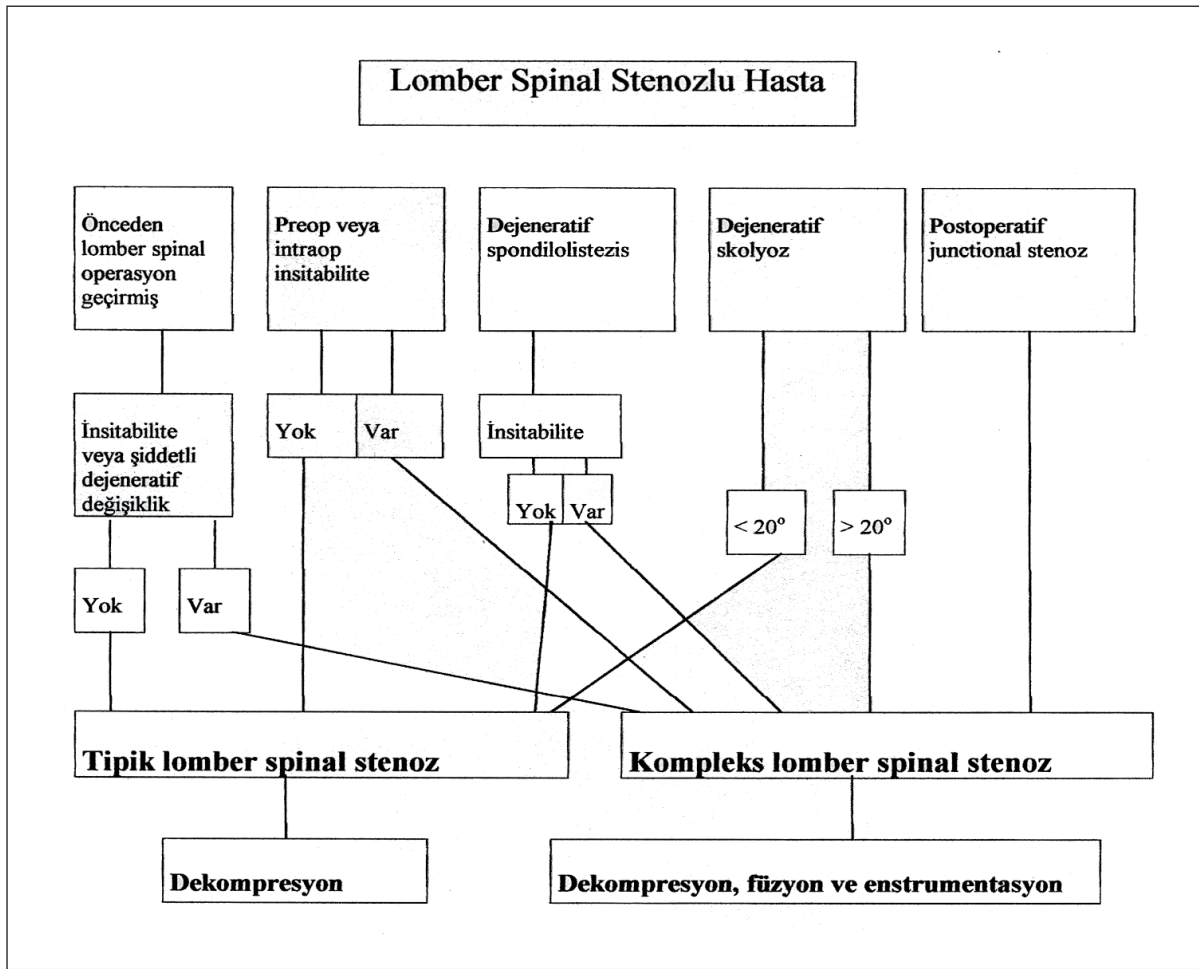 Lomber Spinal Stenozlu Hasta
Önceden
lomber spinal
operasyon
geçirmiş
Preop veya
intraop
insitabilite
Dejeneratif
spondilolistezis
Dejeneratif
skolyoz
Postoperatif
junctional stenoz
İnsitabilite
veya şiddetli
dejeneratif
değişiklik
Yok
Var
İnsitabilite
Yok
Var
< 20°
> 20°
Yok
Var
Tipik lomber spinal stenoz
Kompleks lomber spinal stenoz
Dekompresyon
Dekompresyon, füzyon ve enstrumentasyon